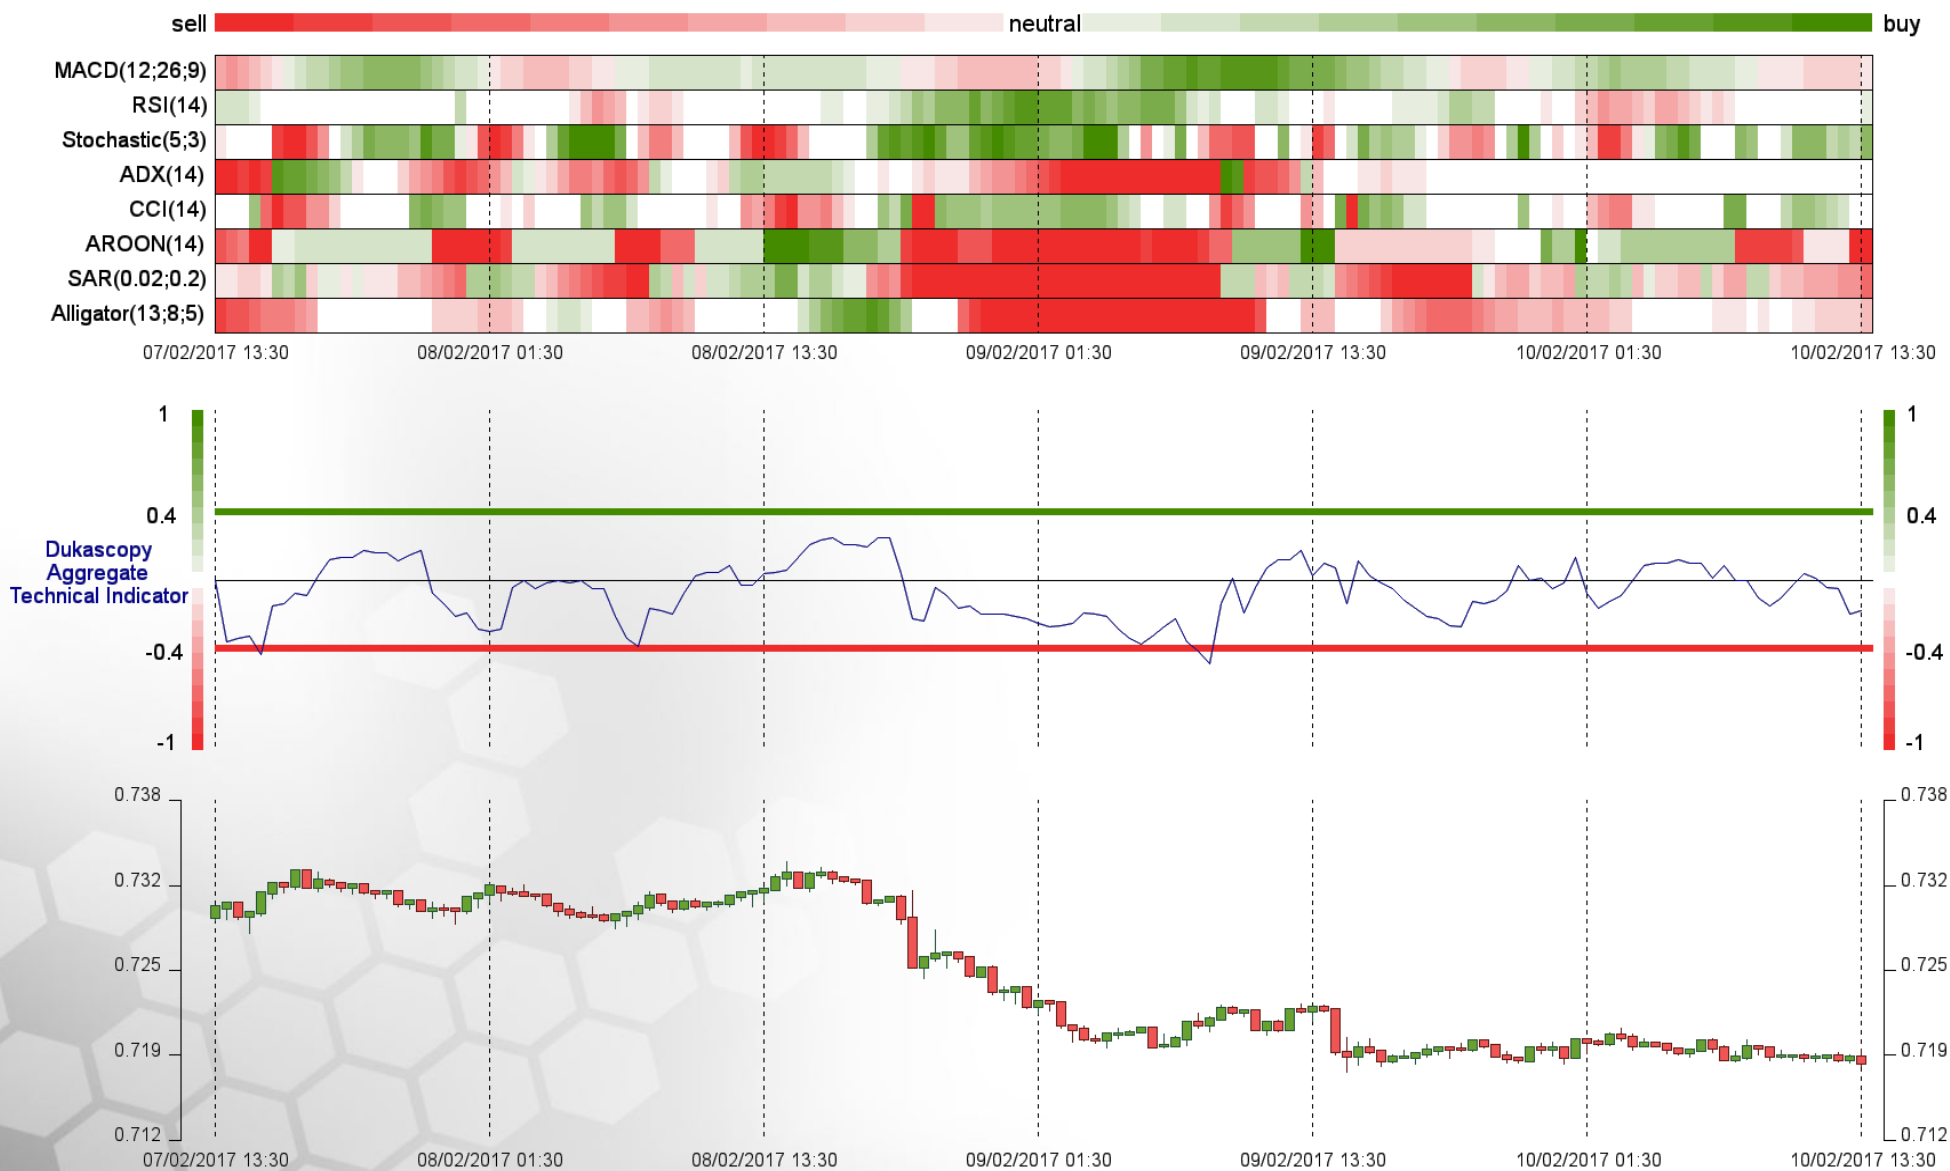 sell neutral buy
MACD(12;26;9)
RSI(14)
Stochastic(5;3)
ADX(14)
CCI(14)
AROON(14)
SAR(0.02;0.2)
Alligator(13;8;5)
07/02/2017 13:30 08/02/2017 01:30 08/02/2017 13:30 09/02/2017 01:30 09/02/2017 13:30 10/02/2017 01:30 10/02/2017 13:30
1 1
0.4 0.4
Dukascopy
Aggregate
Technical Indicator
-0.4 -0.4
-1 -1
0.738 0.738
0.732 0.732
0.725 0.725
0.719 0.719
0.712 0.712
07/02/2017 13:30 08/02/2017 01:30 08/02/2017 13:30 09/02/2017 01:30 09/02/2017 13:30 10/02/2017 01:30 10/02/2017 13:30